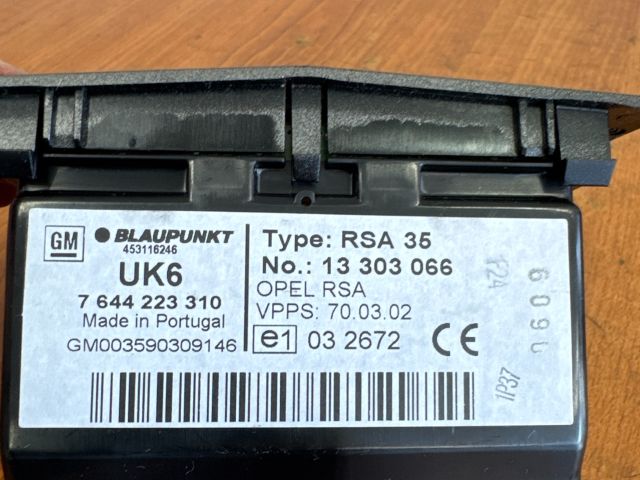 GM
BLAUPUNKT
453116246
UK6
7 644 223 310
Made in Portugal
GM003590309146
Type: RSA 35
No.: 13 303 066
OPEL RSA
VPPS: 70.03.02
e1 03 2672 CE
F24
1P37